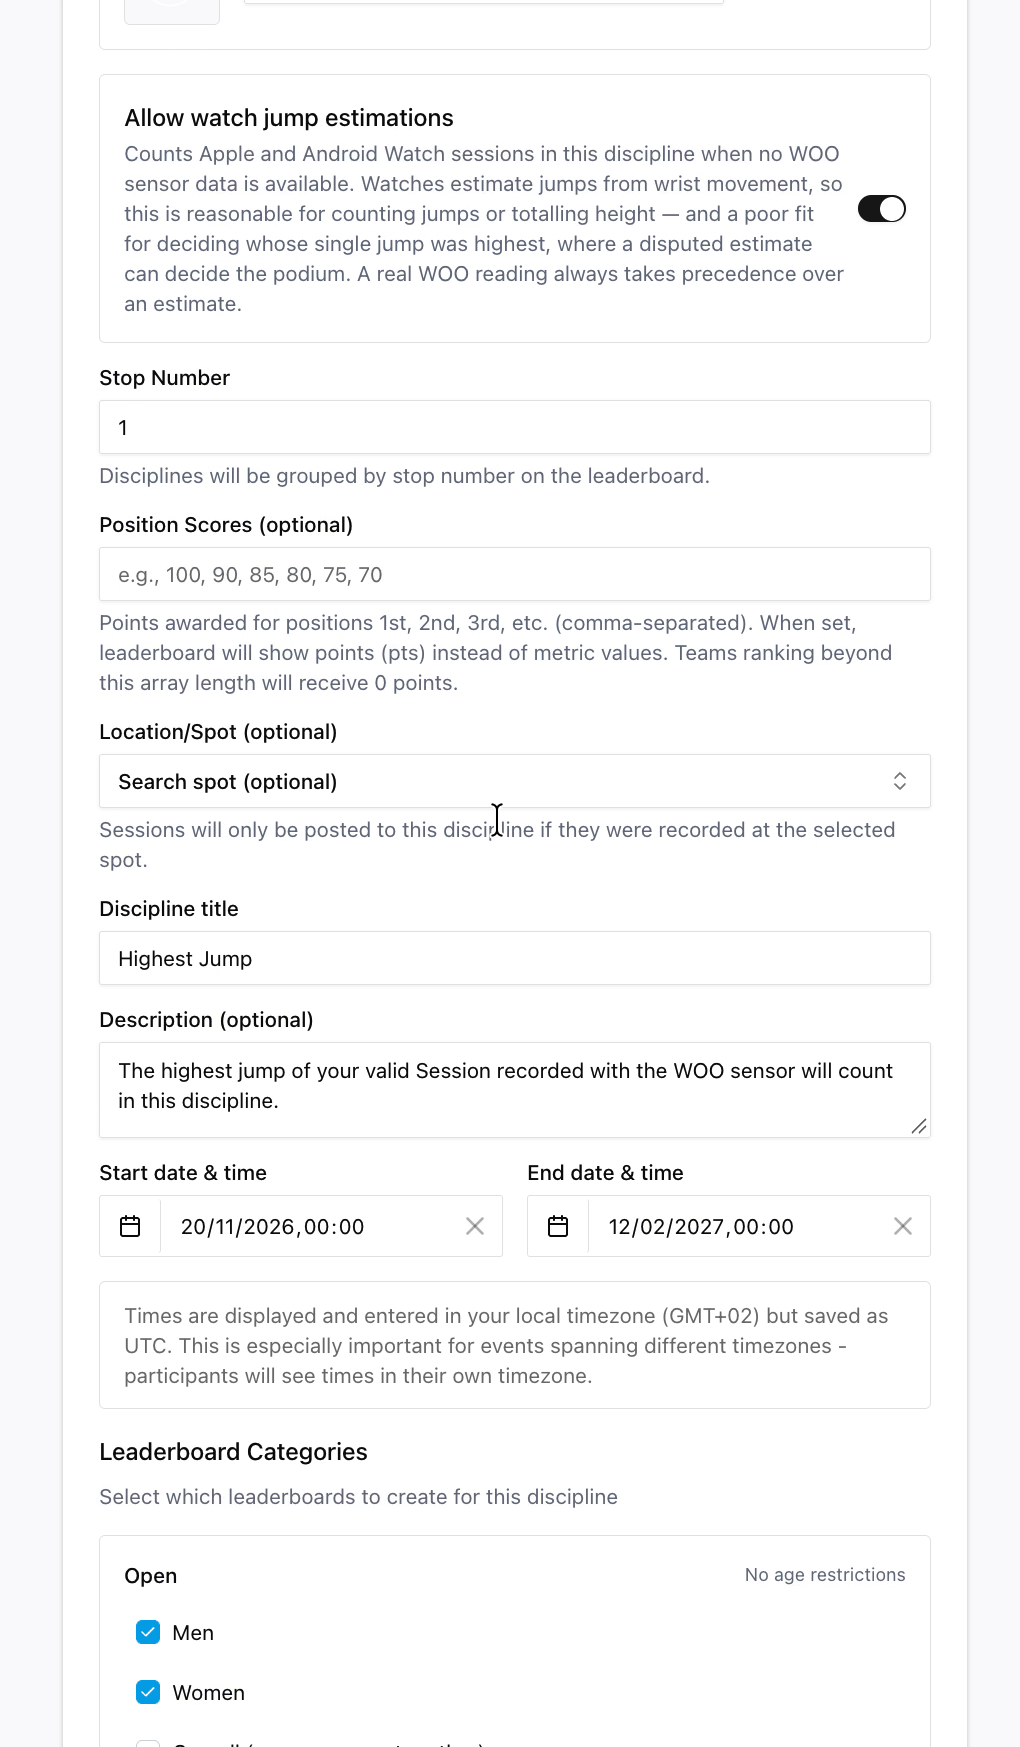 Allow watch jump estimations
Counts Apple and Android Watch sessions in this discipline when no WOO
sensor data is available. Watches estimate jumps from wrist movement, so
this is reasonable for counting jumps or totalling height — and a poor fit
for deciding whose single jump was highest, where a disputed estimate
can decide the podium. A real WOO reading always takes precedence over
an estimate.
Stop Number
1
Disciplines will be grouped by stop number on the leaderboard.
Position Scores (optional)
e.g., 100, 90, 85, 80, 75, 70
Points awarded for positions 1st, 2nd, 3rd, etc. (comma-separated). When set,
leaderboard will show points (pts) instead of metric values. Teams ranking beyond
this array length will receive 0 points.
Location/Spot (optional)
Search spot (optional)
Sessions will only be posted to this discipline if they were recorded at the selected
spot.
Discipline title
Highest Jump
Description (optional)
The highest jump of your valid Session recorded with the WOO sensor will count
in this discipline.
Start date & time
End date & time
20/11/2026,00:00
12/02/2027,00:00
Times are displayed and entered in your local timezone (GMT+02) but saved as
UTC. This is especially important for events spanning different timezones -
participants will see times in their own timezone.
Leaderboard Categories
Select which leaderboards to create for this discipline
Open
No age restrictions
Men
Women